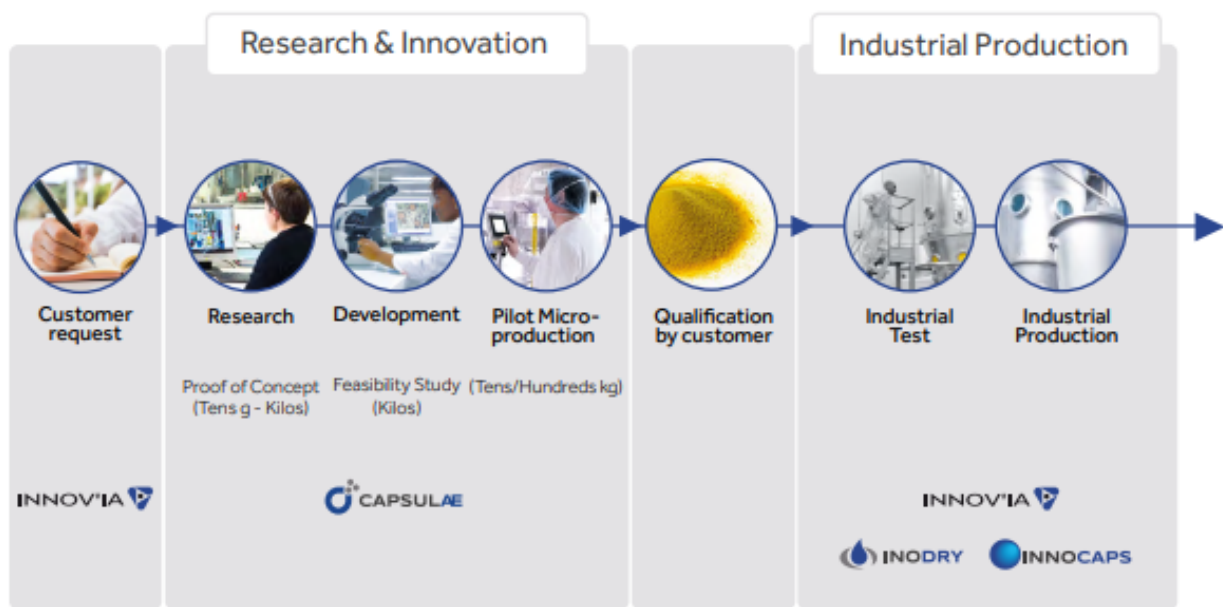 Research & Innovation
Industrial Production
Customer
request
Research
Development
Pilot Micro-
production
Qualification
by customer
Industrial
Test
Industrial
Production
Proof of Concept
(Tens g - Kilos)
Feasibility Study
(Kilos)
(Tens/Hundreds kg)
INNOV'IA
CAPSULAE
INNOV'IA
INODRY
INNOCAPS